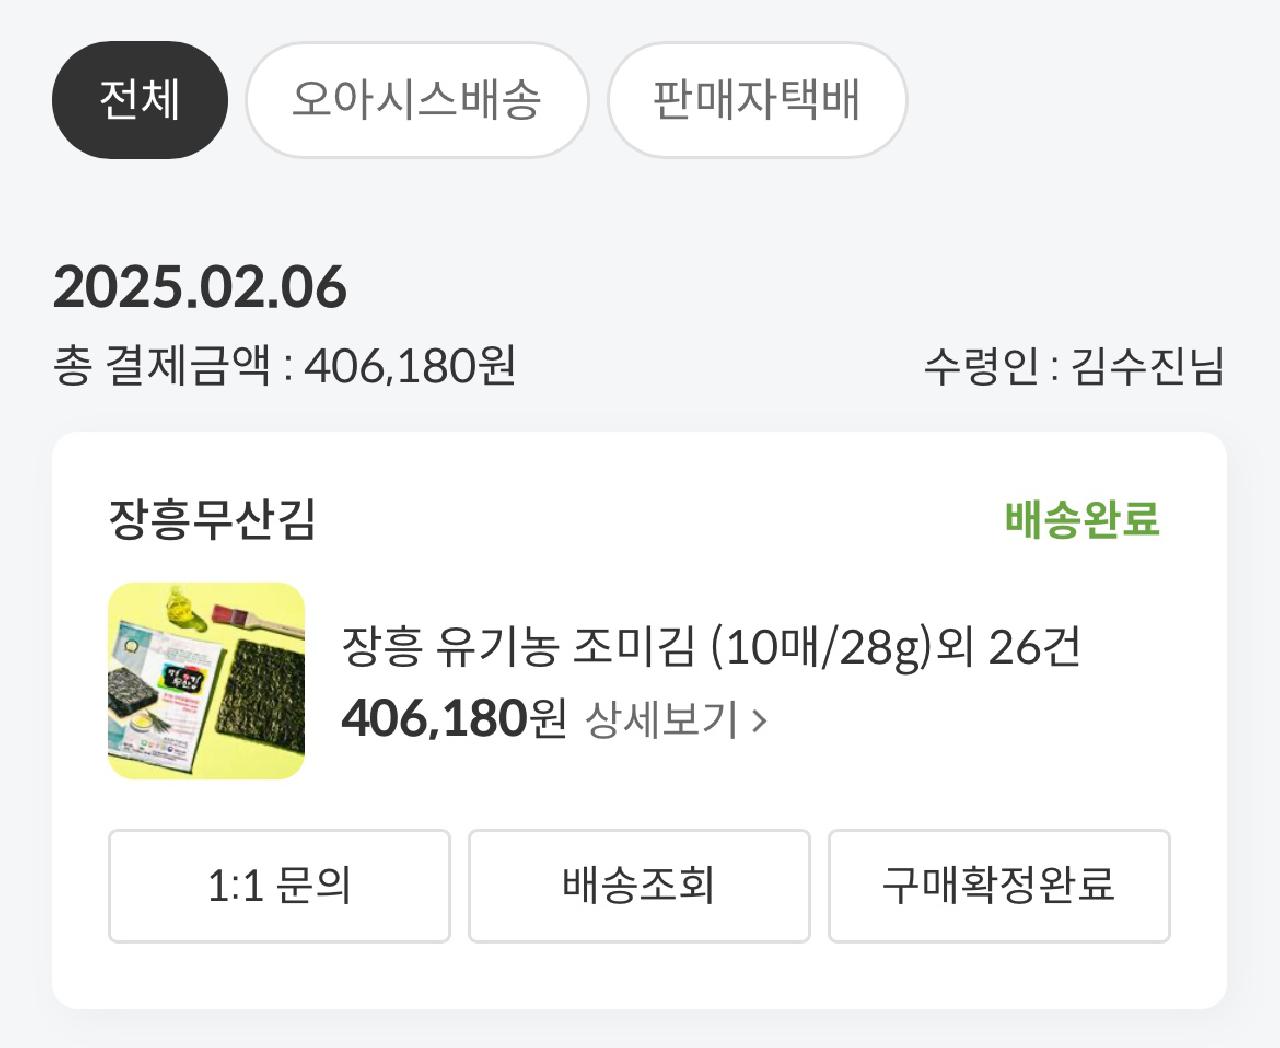 전체 오아시스배송 판매자택배
2025.02.06
총 결제금액 : 406,180원 수령인 : 김수진님
장흥무산김 배송완료
장흥 유기농 조미김 (10매/28g)외 26건
406,180원 상세보기 >
1:1 문의 배송조회 구매확정완료